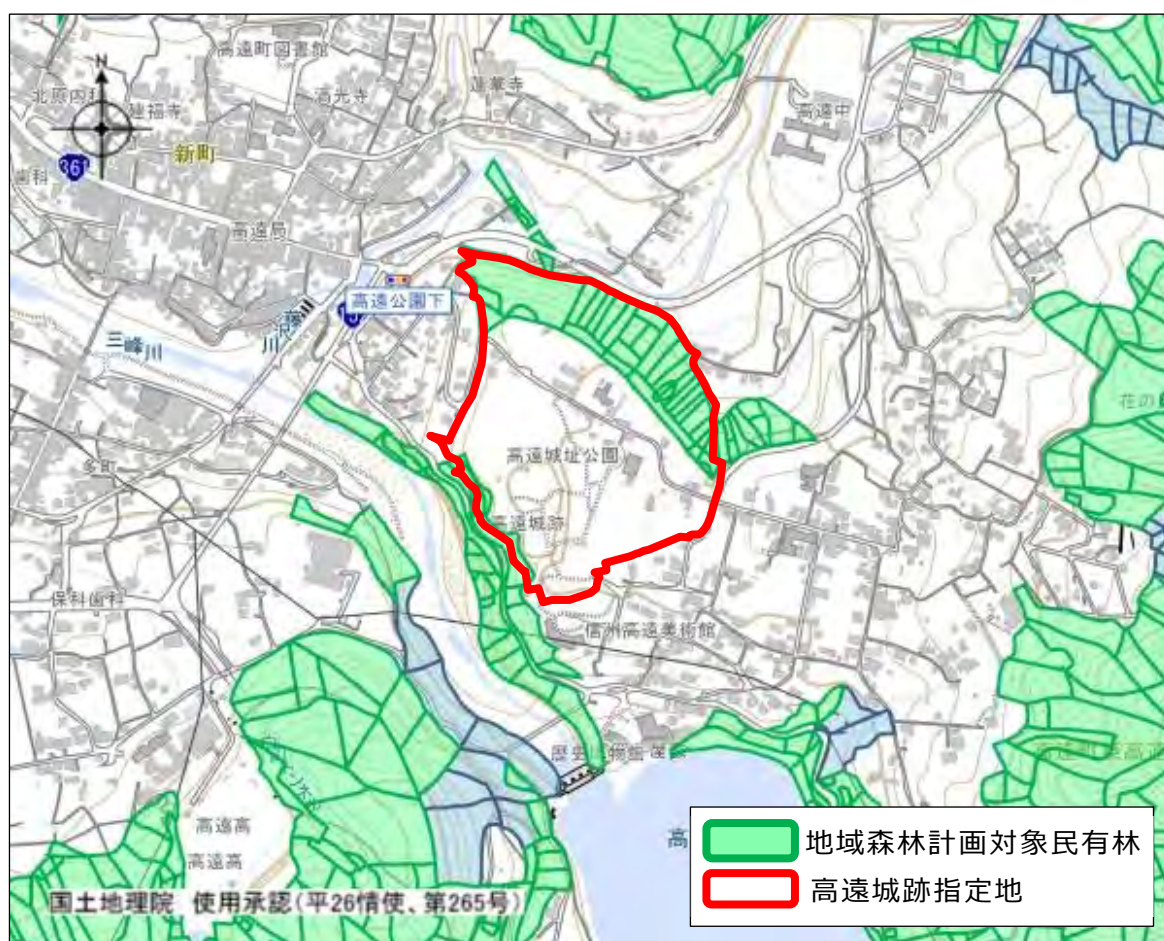 高遠町図書館
N
北原内科
建福寺
満光寺
蓮華寺
高遠中
新町
361
歯科
高遠局
高遠公園下
三峰川
藤沢川
多町
高遠城址公園
花の
高遠城跡
保科歯科
信州高遠美術館
歴史博物館
高遠高
高遠高
高
地域森林計画対象民有林
高遠城跡指定地
国土地理院 使用承認(平26情使、第265号)